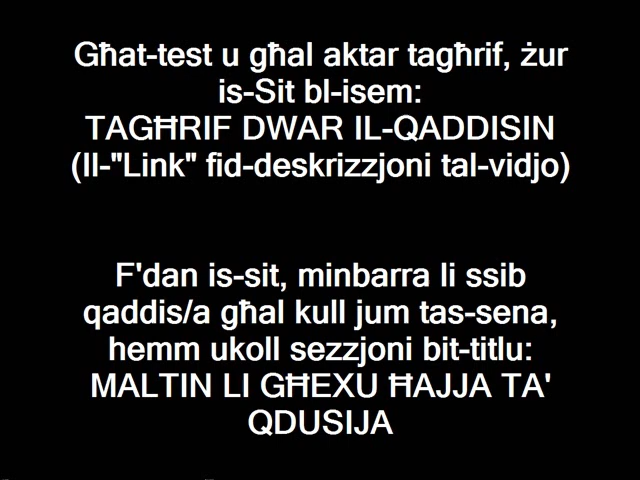 Għat-test u għal aktar tagħrif, żur
is-Sit bl-isem:
TAGĦRIF DWAR IL-QADDISIN
(Il-"Link" fid-deskrizzjoni tal-vidjo)
F'dan is-sit, minbarra li ssib
qaddis/a għal kull jum tas-sena,
hemm ukoll sezzjoni bit-titlu:
MALTIN LI GĦEXU ĦAJJA TA'
QDUSIJA